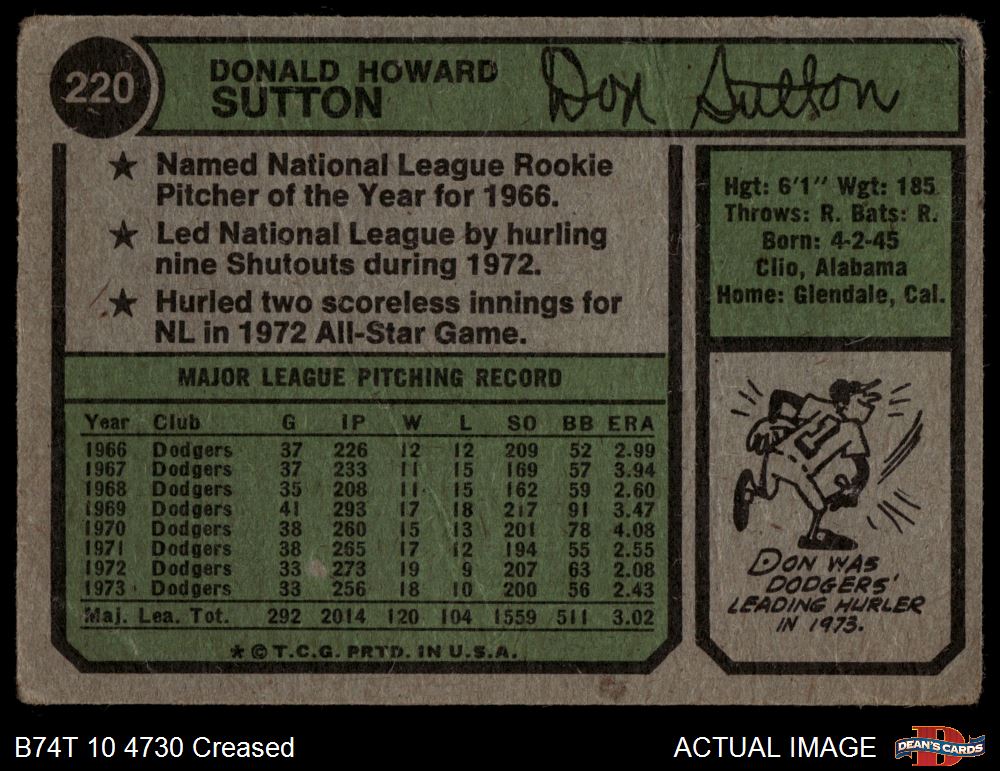 220
DONALD HOWARD
SUTTON
Don Sutton
★ Named National League Rookie
Pitcher of the Year for 1966.
★ Led National League by hurling
nine Shutouts during 1972.
★ Hurled two scoreless innings for
NL in 1972 All-Star Game.
Hgt: 6'1" Wgt: 185
Throws: R. Bats: R.
Born: 4-2-45
Clio, Alabama
Home: Glendale, Cal.
MAJOR LEAGUE PITCHING RECORD
Year Club G IP W L SO BB ERA
1966 Dodgers 37 226 12 12 209 52 2.99
1967 Dodgers 37 233 11 15 169 57 3.94
1968 Dodgers 35 208 11 15 162 59 2.60
1969 Dodgers 41 293 17 18 217 91 3.47
1970 Dodgers 38 260 15 13 201 78 4.08
1971 Dodgers 38 265 17 12 194 55 2.55
1972 Dodgers 33 273 19 9 207 63 2.08
1973 Dodgers 33 256 18 10 200 56 2.43
Maj. Lea. Tot. 292 2014 120 104 1559 511 3.02
★ © T.C.G. PRTD. IN U.S.A.
DON WAS
DODGERS'
LEADING HURLER
IN 1973.
B74T 10 4730 Creased
ACTUAL IMAGE
DEAN'S CARDS